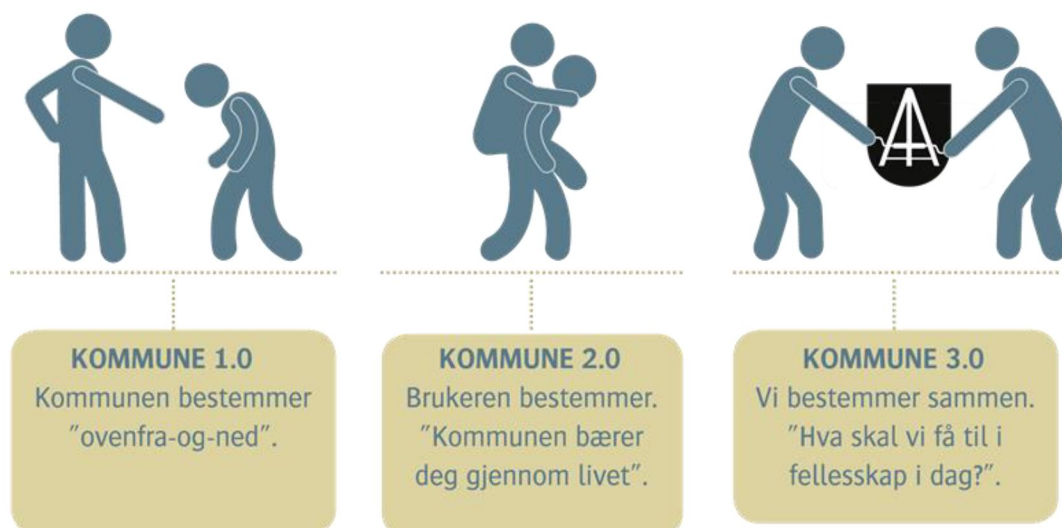 KOMMUNE 1.0
Kommunen bestemmer
"ovenfra-og-ned".
KOMMUNE 2.0
Brukeren bestemmer.
"Kommunen bærer
deg gjennom livet".
KOMMUNE 3.0
Vi bestemmer sammen.
"Hva skal vi få til i
fellesskap i dag?".